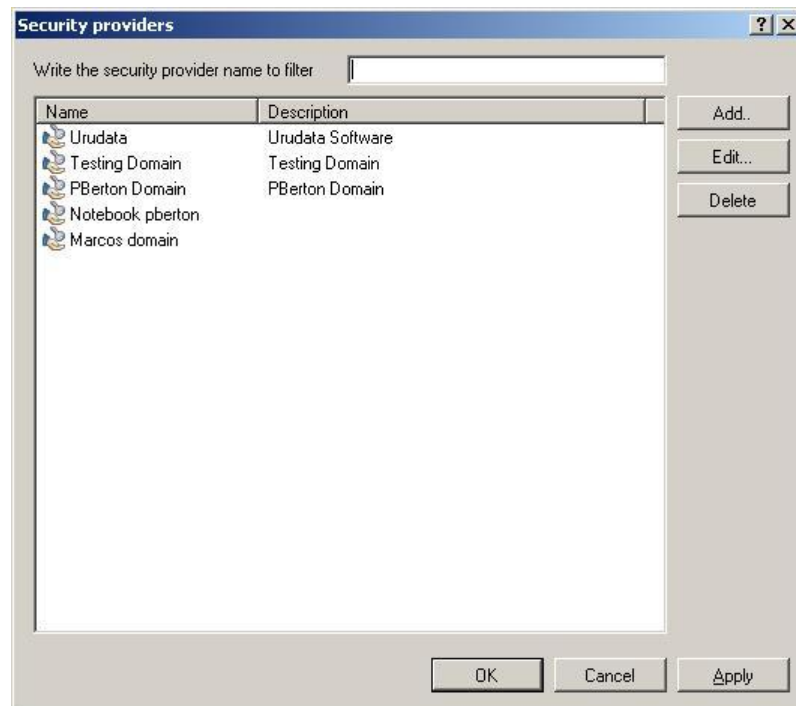 Security providers
Write the security provider name to filter
Name Description
Urudata Urudata Software
Testing Domain Testing Domain
PBerton Domain PBerton Domain
Notebook pberton
Marcos domain
Add..
Edit...
Delete
OK Cancel Apply